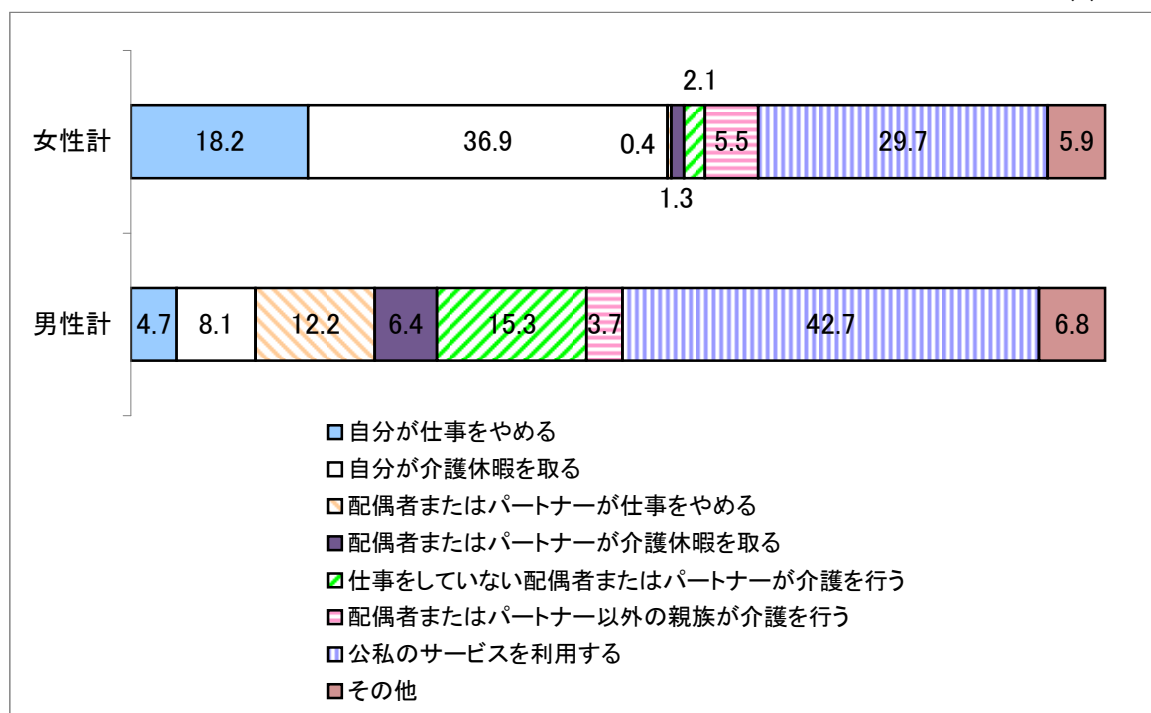 2.1
女性計 18.2 36.9 0.4 5.5 29.7 5.9
1.3
男性計 4.7 8.1 12.2 6.4 15.3 3.7 42.7 6.8
自分が仕事をやめる
自分が介護休暇を取る
配偶者またはパートナーが仕事をやめる
配偶者またはパートナーが介護休暇を取る
仕事をしていない配偶者またはパートナーが介護を行う
配偶者またはパートナー以外の親族が介護を行う
公私のサービスを利用する
その他